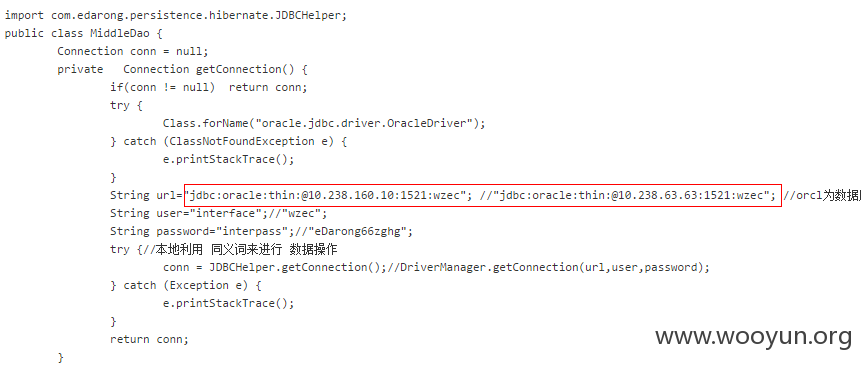 import com.edarong.persistence.hibernate.JDBCHelper;
public class MiddleDao {
Connection conn = null;
private Connection getConnection() {
if(conn != null) return conn;
try {
Class.forName("oracle.jdbc.driver.OracleDriver");
} catch (ClassNotFoundException e) {
e.printStackTrace();
}
String url="jdbc:oracle:thin:@10.238.160.10:1521:wzec"; //"jdbc:oracle:thin:@10.238.63.63:1521:wzec"; //orcl为数据
String user="interface";//"wzec";
String password="interpass";//"eDarong66zghg";
try {//本地利用 同义词来进行 数据操作
conn = JDBCHelper.getConnection();//DriverManager.getConnection(url,user,password);
} catch (Exception e) {
e.printStackTrace();
}
return conn;
}
www.wooyun.org